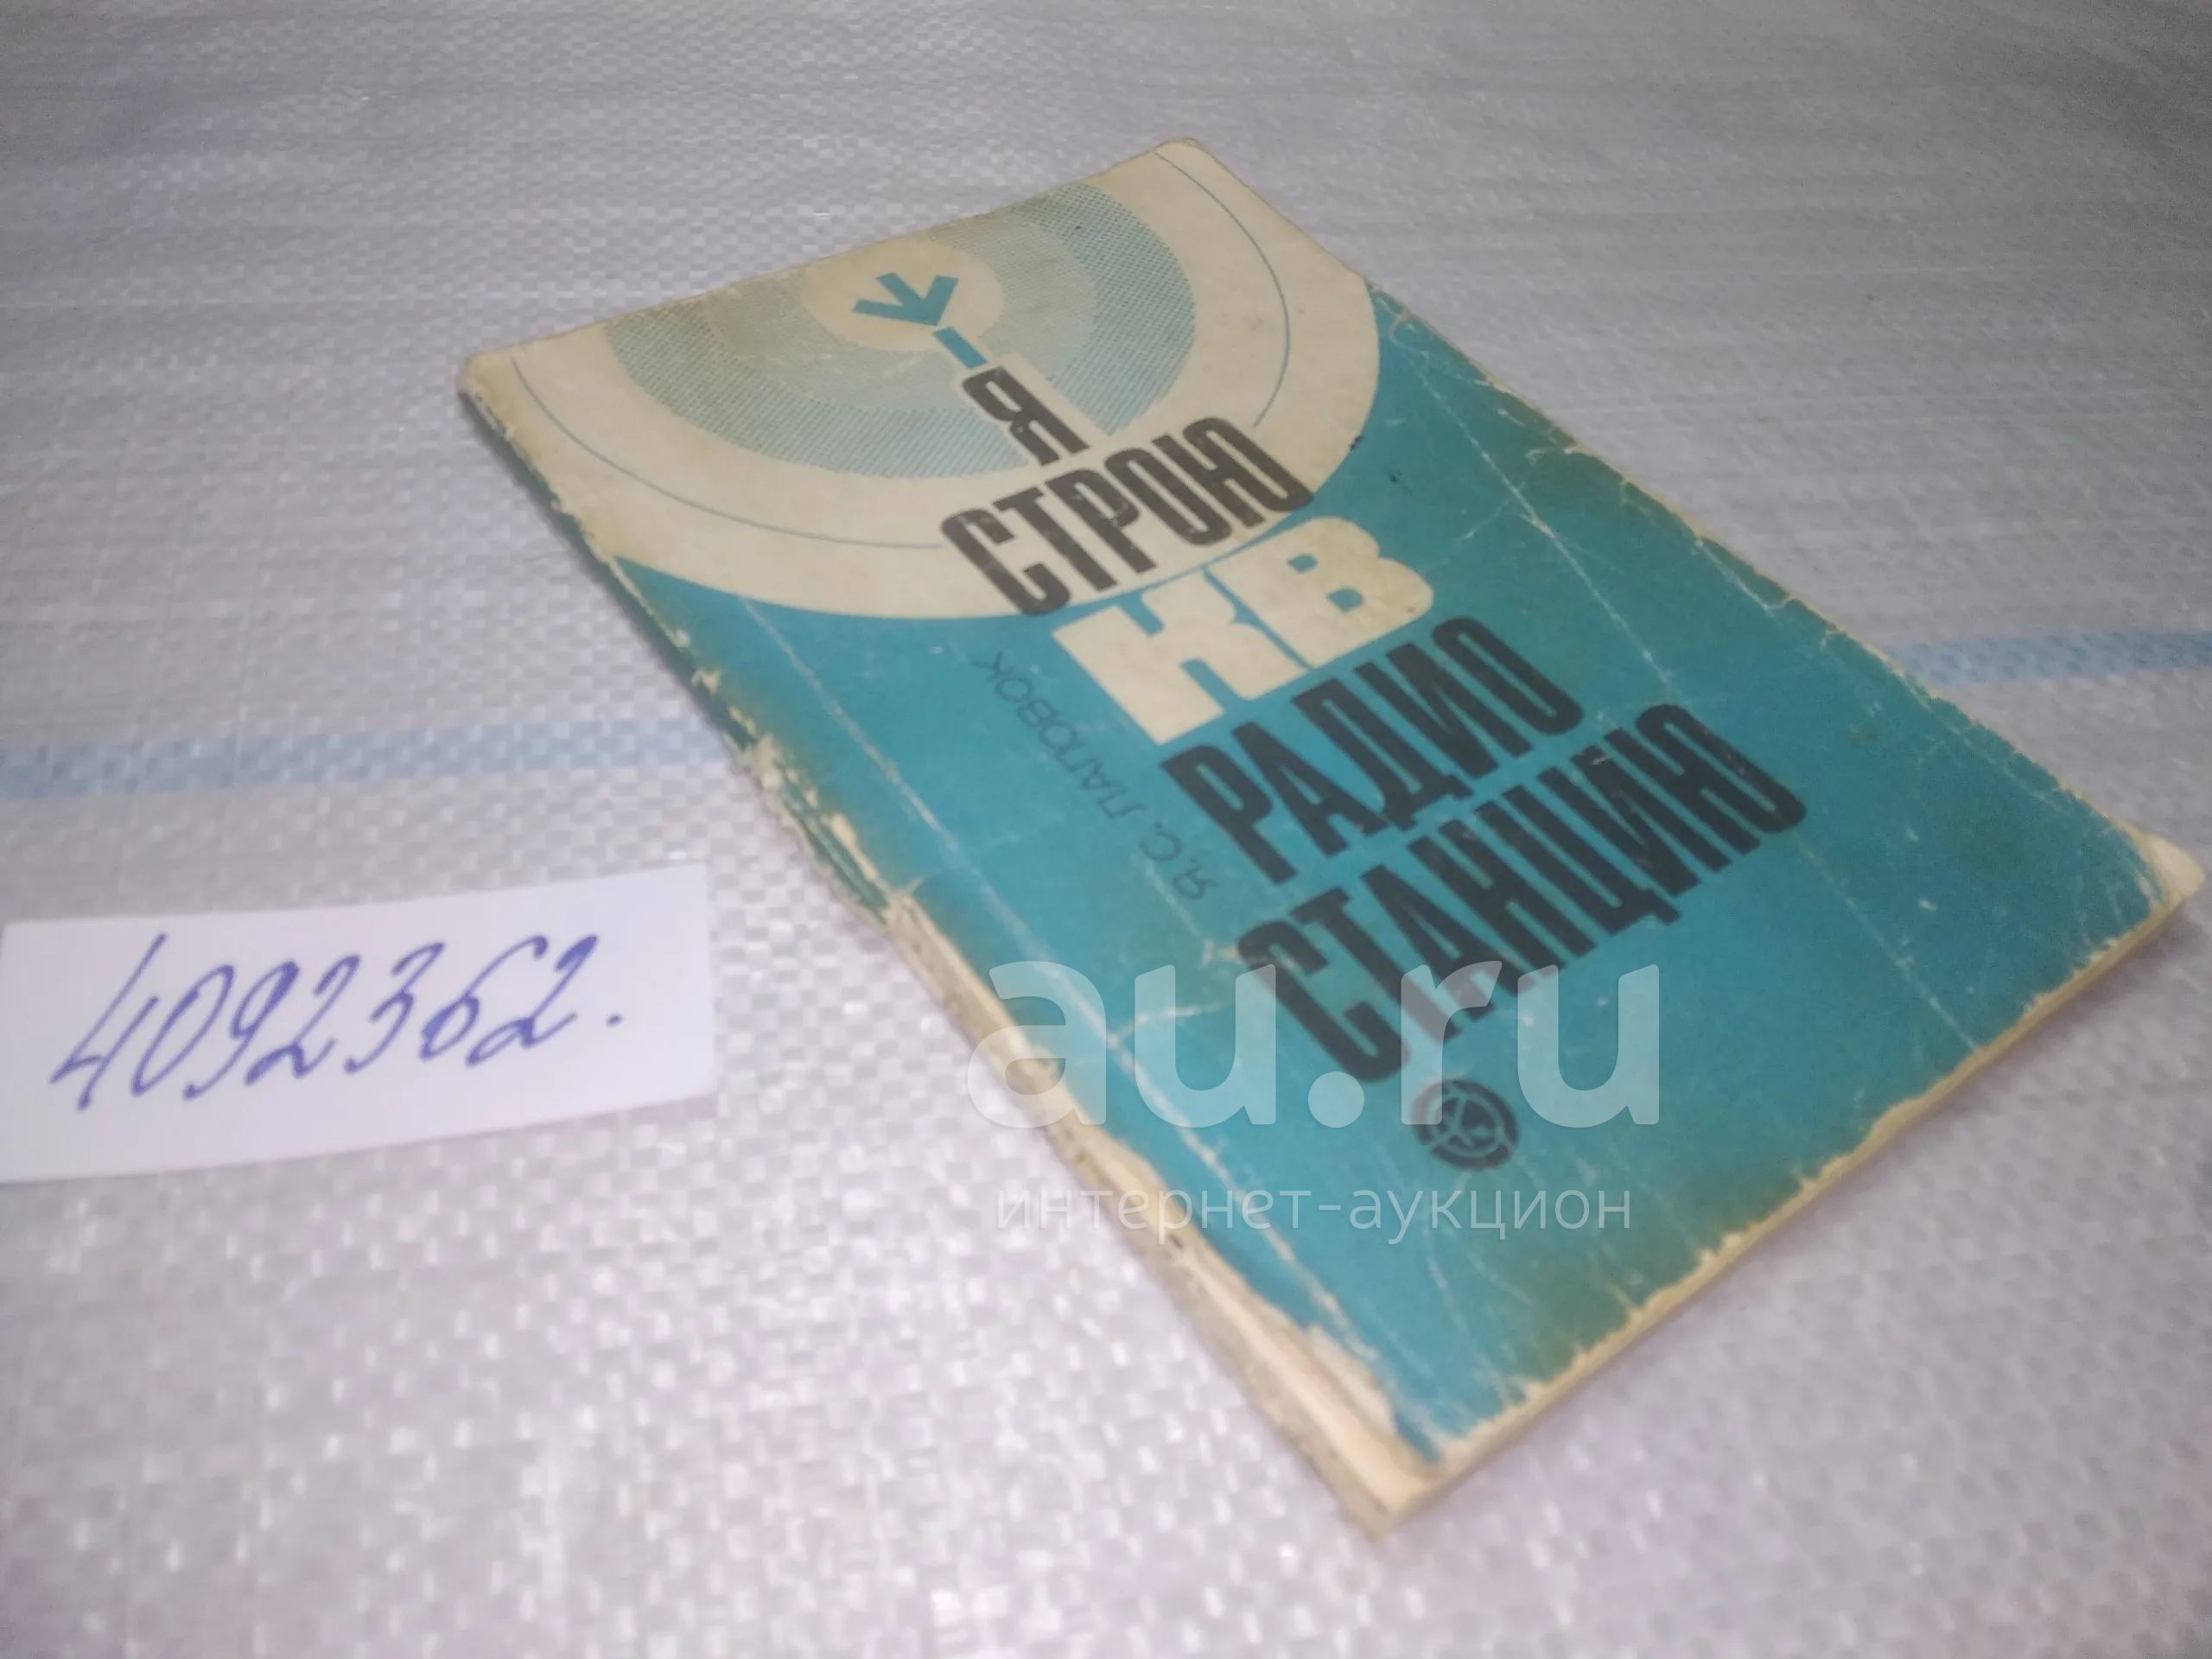 Я
СТРОЮ
КВ
РАДИО
СТАНЦИЮ
Я. С. ЛАПОВОК
4092362.
au.ru
интернет-аукцион